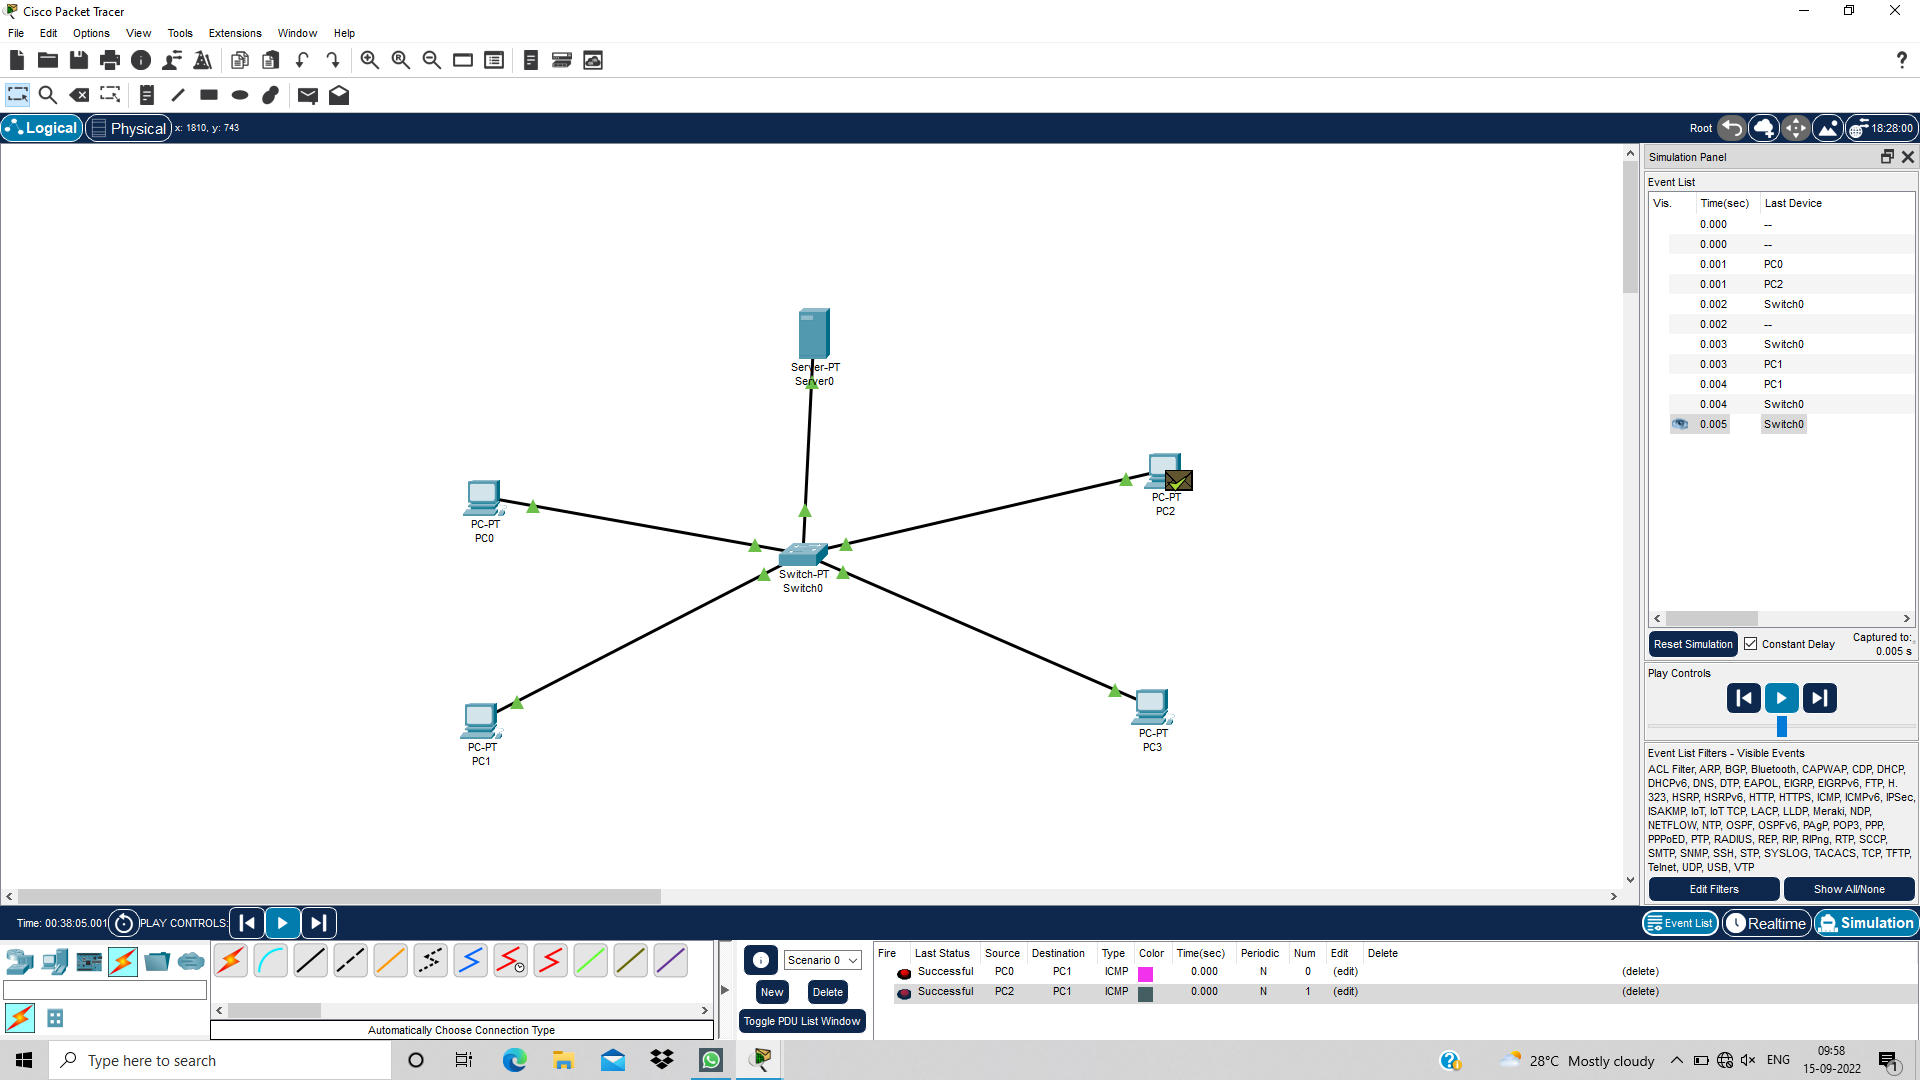 Cisco Packet Tracer
File Edit Options View Tools Extensions Window Help
Logical Physical x: 1810, y: 743
Root 18:28:00
Simulation Panel
Event List
Vis. Time(sec) Last Device
0.000 --
0.000 --
0.001 PC0
0.001 PC2
0.002 Switch0
0.002 --
0.003 Switch0
0.003 PC1
0.004 PC1
0.004 Switch0
0.005 Switch0
Server-PT
Server0
PC-PT
PC0
PC-PT
PC2
Switch-PT
Switch0
PC-PT
PC1
PC-PT
PC3
Reset Simulation Constant Delay Captured to:
0.005 s
Play Controls
Event List Filters - Visible Events
ACL Filter, ARP, BGP, Bluetooth, CAPWAP, CDP, DHCP,
DHCPv6, DNS, DTP, EAPOL, EIGRP, EIGRPv6, FTP, H.
323, HSRP, HSRPv6, HTTP, HTTPS, ICMP, ICMPv6, IPSec,
ISAKMP, IoT, IoT TCP, LACP, LLDP, Meraki, NDP,
NETFLOW, NTP, OSPF, OSPFv6, PAgP, POP3, PPP,
PPPoED, PTP, RADIUS, REP, RIP, RIPng, RTP, SCCP,
SMTP, SNMP, SSH, STP, SYSLOG, TACACS, TCP, TFTP,
Telnet, UDP, USB, VTP
Edit Filters Show All/None
Time: 00:38:05.001 PLAY CONTROLS:
Event List Realtime Simulation
Scenario 0
New Delete
Toggle PDU List Window
Automatically Choose Connection Type
Fire Last Status Source Destination Type Color Time(sec) Periodic Num Edit Delete
Successful PC0 PC1 ICMP 0.000 N 0 (edit) (delete)
Successful PC2 PC1 ICMP 0.000 N 1 (edit) (delete)
Type here to search
28°C Mostly cloudy
ENG
09:58
15-09-2022
1